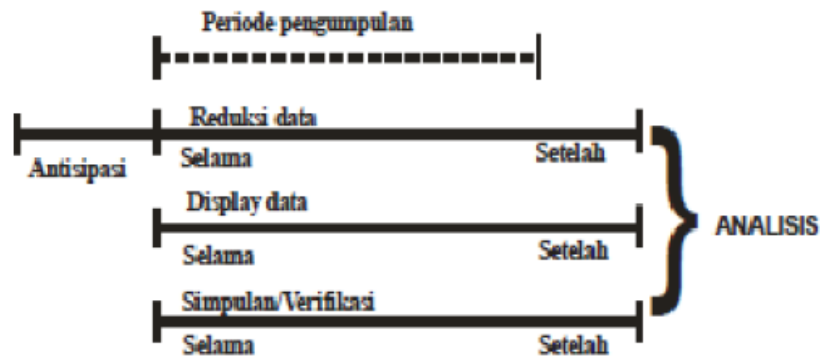 Periode pengumpulan
Reduksi data
Antisipasi
Selama
Setelah
Display data
Selama
Setelah
ANALISIS
Simpulan/Verifikasi
Selama
Setelah